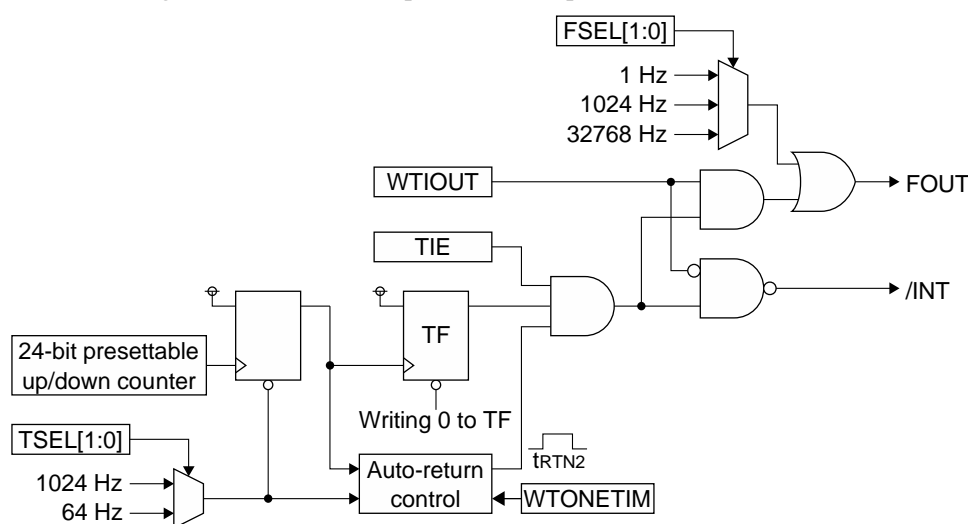 FSEL[1:0]
1 Hz
1024 Hz
32768 Hz
WTIOUT
FOUT
TIE
/INT
TF
24-bit presettable
up/down counter
Writing 0 to TF
TSEL[1:0]
tRTN2
Auto-return
control
1024 Hz
64 Hz
WTONETIM